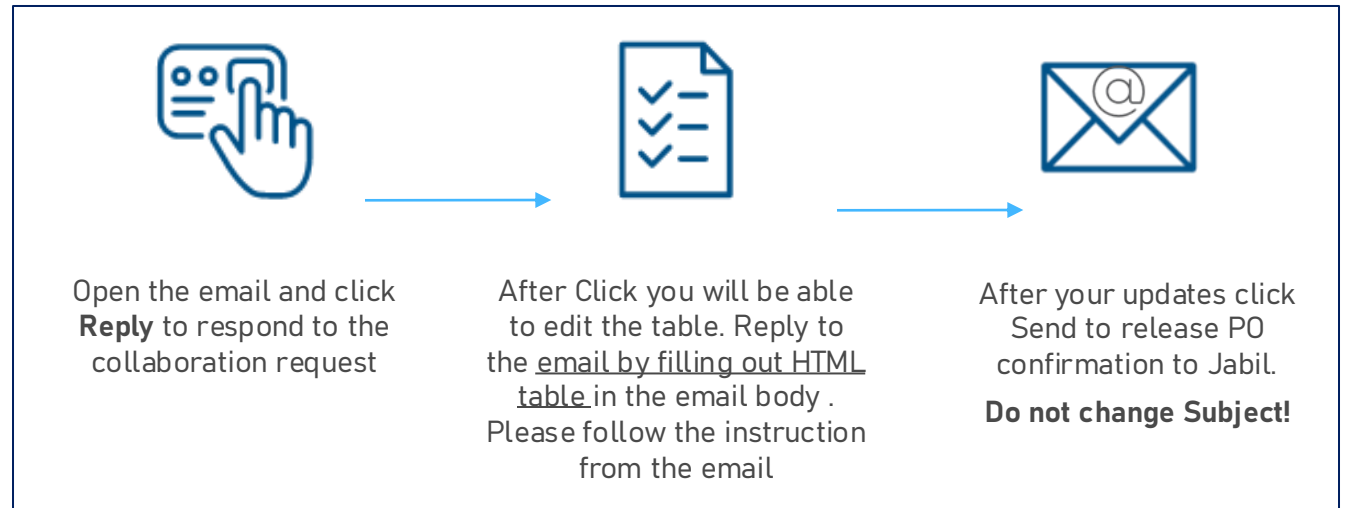 @
Open the email and click
Reply to respond to the
collaboration request
After Click you will be able
to edit the table. Reply to
the email by filling out HTML
table in the email body .
Please follow the instruction
from the email
After your updates click
Send to release PO
confirmation to Jabil.
Do not change Subject!